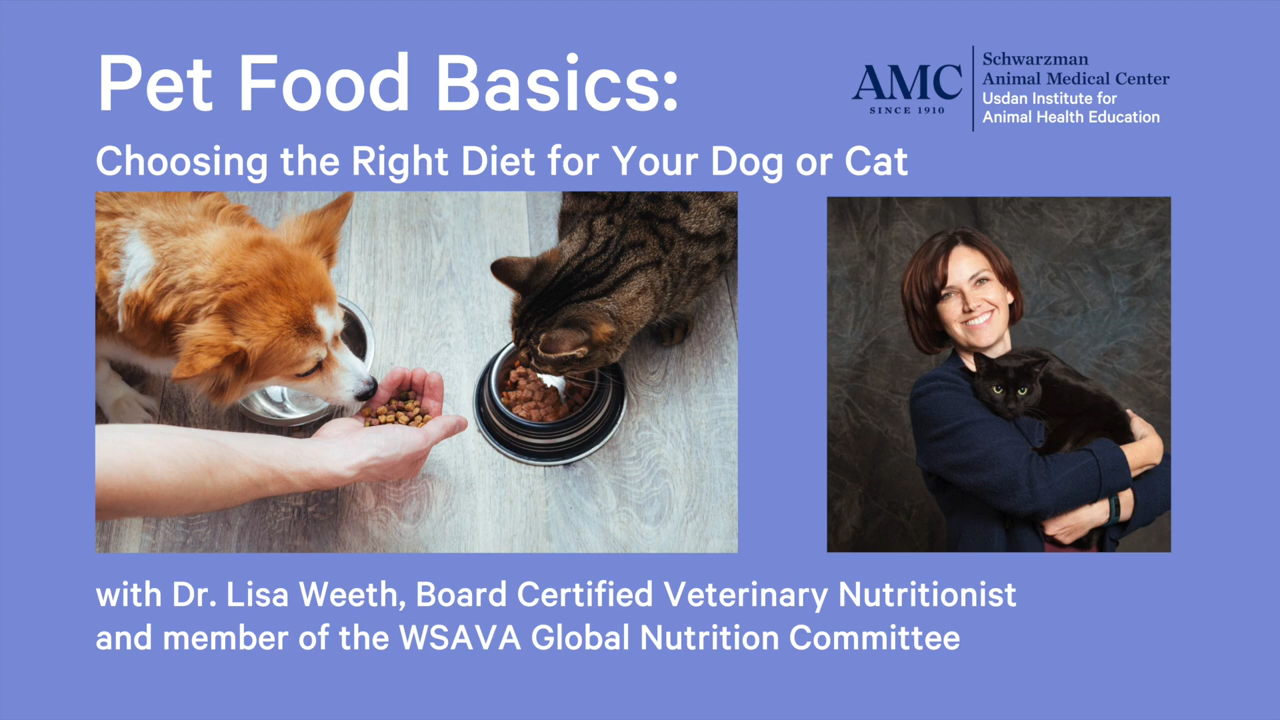 Pet Food Basics:
Choosing the Right Diet for Your Dog or Cat
AMC
SINCE 1910
Schwarzman
Animal Medical Center
Usdan Institute for
Animal Health Education
with Dr. Lisa Weeth, Board Certified Veterinary Nutritionist
and member of the WSAVA Global Nutrition Committee